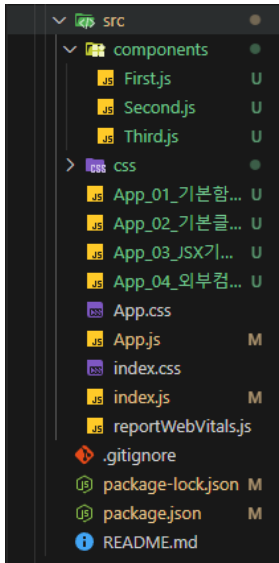 src
components
First.js U
Second.js U
Third.js U
css
App_01_기본함... U
App_02_기본클... U
App_03_JSX기... U
App_04_외부컴... U
App.css
App.js M
index.css
index.js M
reportWebVitals.js
.gitignore
package-lock.json M
package.json M
README.md